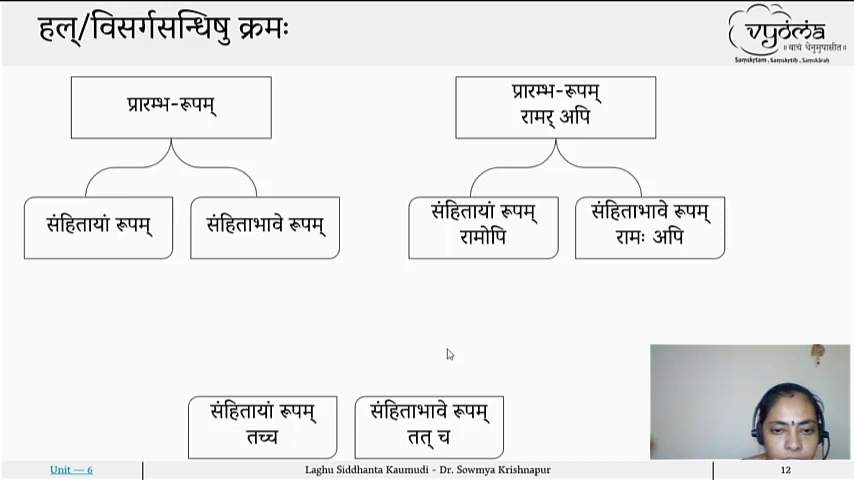 हल्/विसर्गसन्धिषु क्रमः
vyoma
॥ वाचं धेनुमुपासीत ॥
Saṃskṛtam . Saṃskṛtiḥ . Saṃskāraḥ
प्रारम्भ-रूपम्
संहितायां रूपम्
संहिताभावे रूपम्
प्रारम्भ-रूपम्
रामर् अपि
संहितायां रूपम्
रामोपि
संहिताभावे रूपम्
रामः अपि
संहितायां रूपम्
तच्च
संहिताभावे रूपम्
तत् च
Unit — 6
Laghu Siddhanta Kaumudi - Dr. Sowmya Krishnapur
12